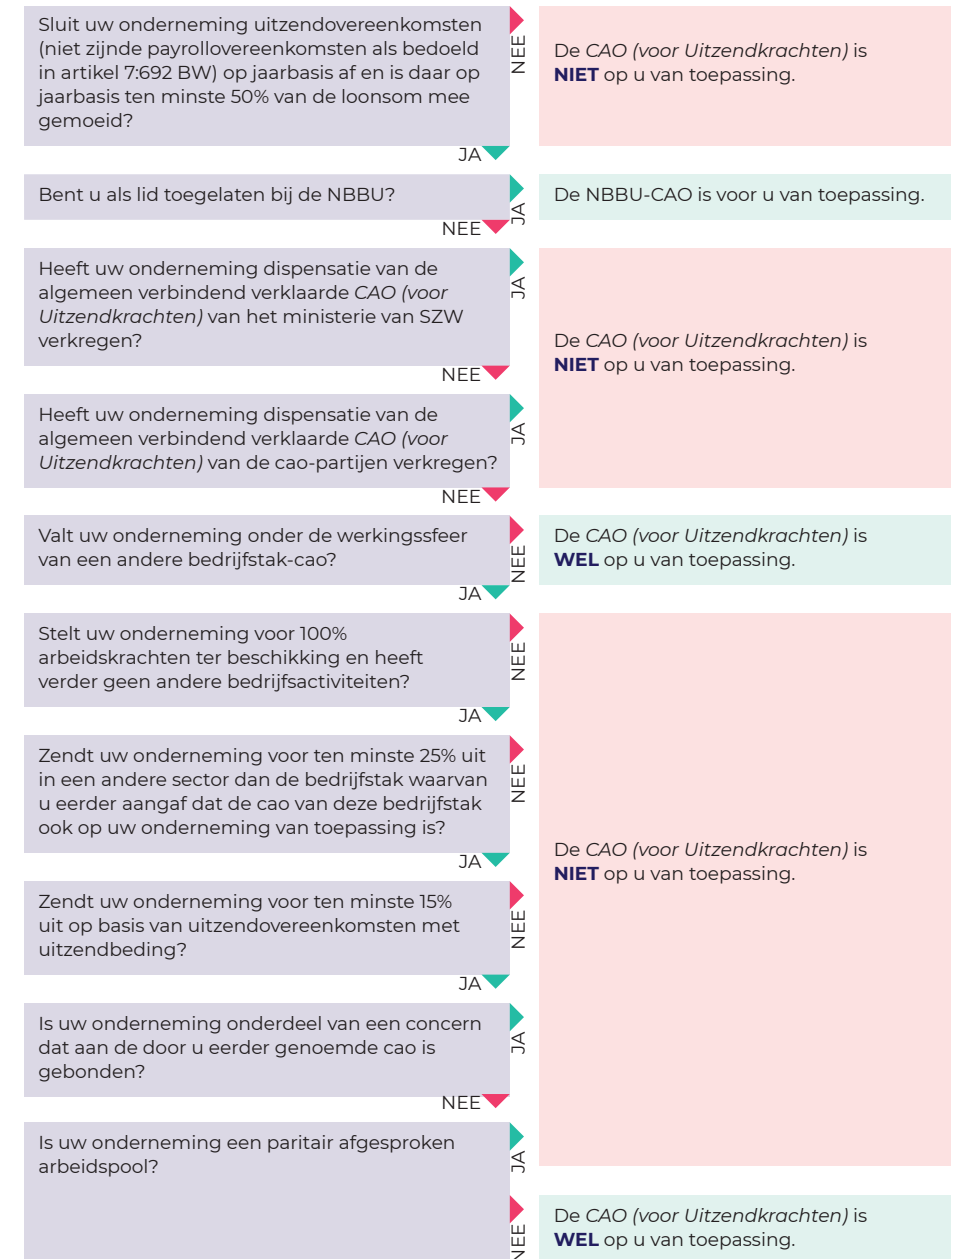 Sluit uw onderneming uitzendovereenkomsten
(niet zijnde payrollovereenkomsten als bedoeld
in artikel 7:692 BW) op jaarbasis af en is daar op
jaarbasis ten minste 50% van de loonsom mee
gemoeid?
NEE
De CAO (voor Uitzendkrachten) is
NIET op u van toepassing.
JA
Bent u als lid toegelaten bij de NBBU?
JA
De NBBU-CAO is voor u van toepassing.
NEE
Heeft uw onderneming dispensatie van de
algemeen verbindend verklaarde CAO (voor
Uitzendkrachten) van het ministerie van SZW
verkregen?
JA
De CAO (voor Uitzendkrachten) is
NIET op u van toepassing.
NEE
Heeft uw onderneming dispensatie van de
algemeen verbindend verklaarde CAO (voor
Uitzendkrachten) van de cao-partijen verkregen?
JA
NEE
Valt uw onderneming onder de werkingssfeer
van een andere bedrijfstak-cao?
NEE
De CAO (voor Uitzendkrachten) is
WEL op u van toepassing.
JA
Stelt uw onderneming voor 100%
arbeidskrachten ter beschikking en heeft
verder geen andere bedrijfsactiviteiten?
NEE
JA
Zendt uw onderneming voor ten minste 25% uit
in een andere sector dan de bedrijfstak waarvan
u eerder aangaf dat de cao van deze bedrijfstak
ook op uw onderneming van toepassing is?
NEE
De CAO (voor Uitzendkrachten) is
NIET op u van toepassing.
JA
Zendt uw onderneming voor ten minste 15%
uit op basis van uitzendovereenkomsten met
uitzendbeding?
NEE
JA
Is uw onderneming onderdeel van een concern
dat aan de door u eerder genoemde cao is
gebonden?
JA
NEE
Is uw onderneming een paritair afgesproken
arbeidspool?
JA
NEE
De CAO (voor Uitzendkrachten) is
WEL op u van toepassing.